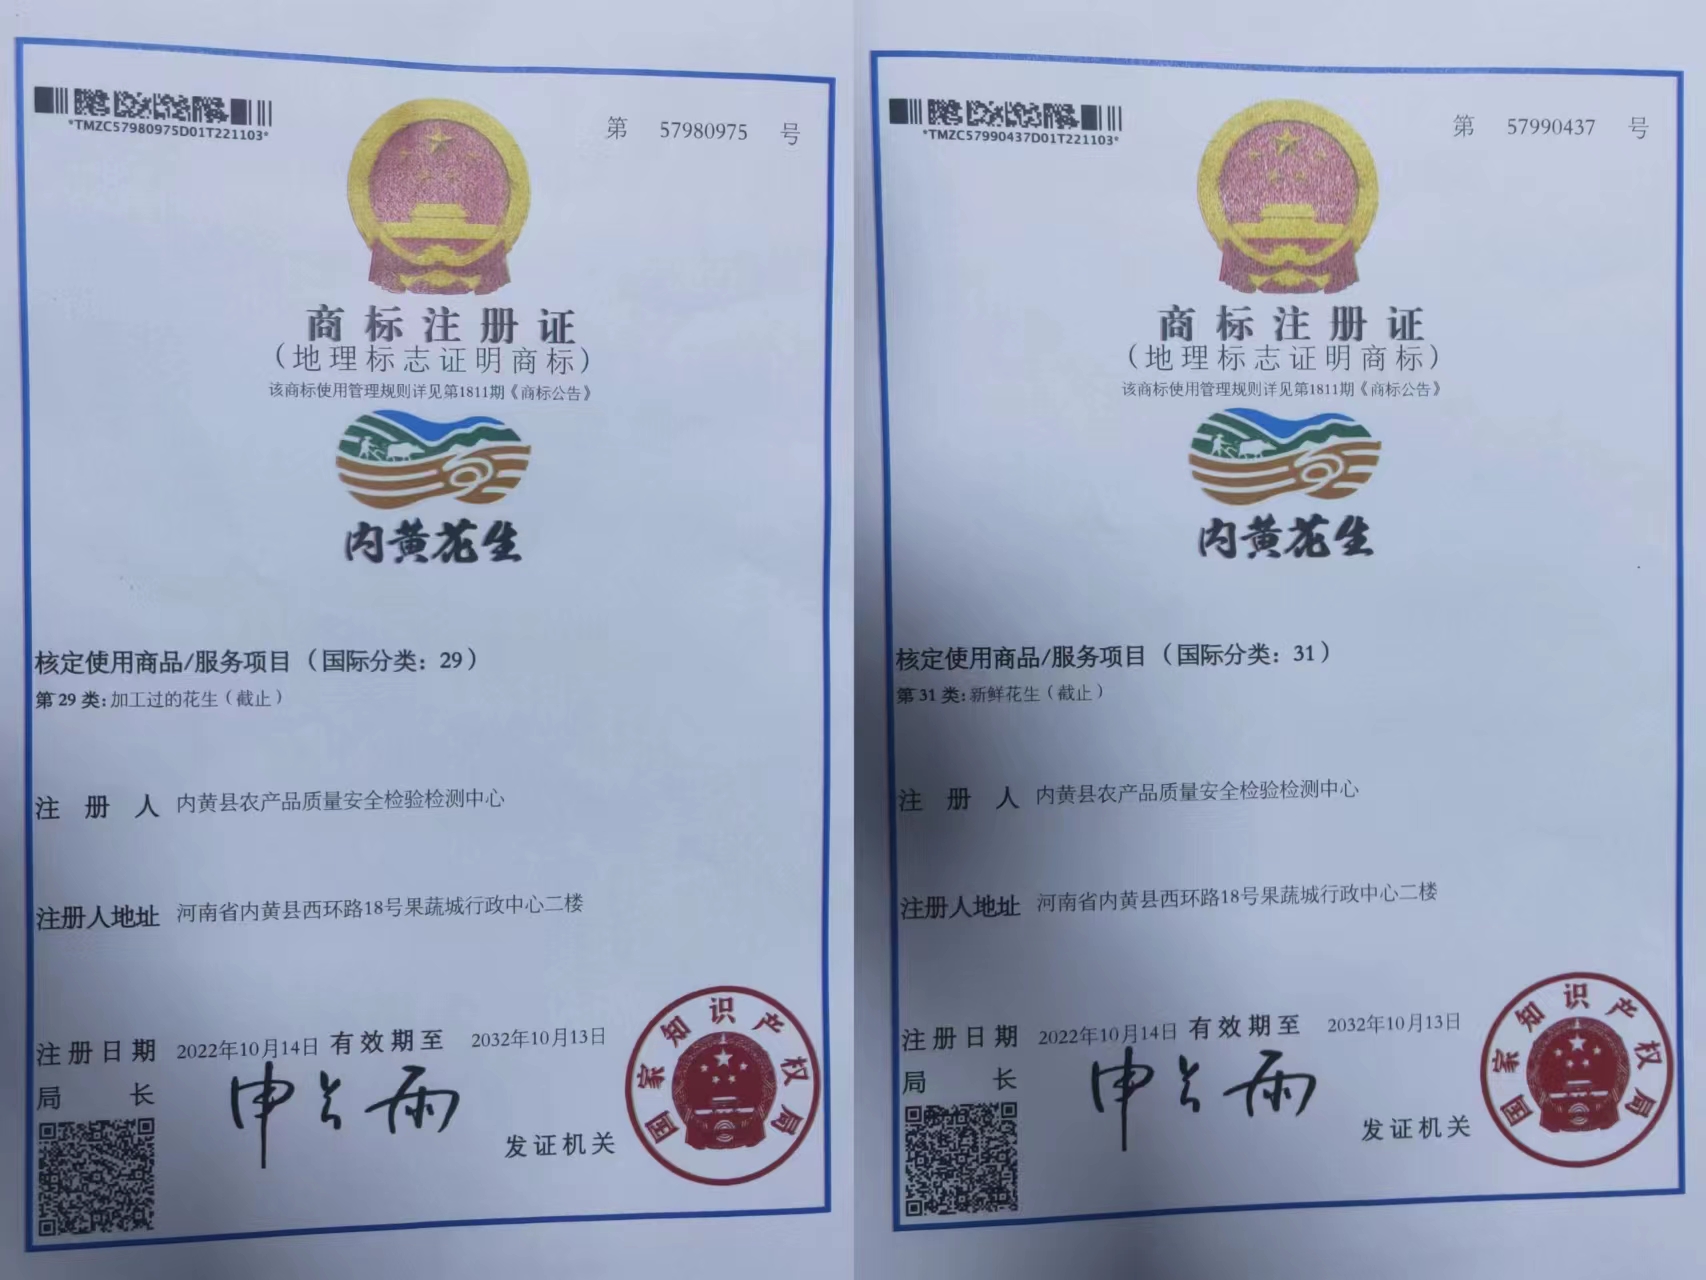 *TMZC57980975D01T221103*
第 57980975 号
商标注册证
（地理标志证明商标）
该商标使用管理规则详见第1811期《商标公告》
内黄花生
核定使用商品/服务项目（国际分类：29）
第 29 类：加工过的花生（截止）
注册人 内黄县农产品质量安全检验检测中心
注册人地址 河南省内黄县西环路18号果蔬城行政中心二楼
注册日期 2022年10月14日 有效期至 2032年10月13日
局长 申长雨
发证机关
国家知识产权局
*TMZC57990437D01T221103*
第 57990437 号
商标注册证
（地理标志证明商标）
该商标使用管理规则详见第1811期《商标公告》
内黄花生
核定使用商品/服务项目（国际分类：31）
第 31 类：新鲜花生（截止）
注册人 内黄县农产品质量安全检验检测中心
注册人地址 河南省内黄县西环路18号果蔬城行政中心二楼
注册日期 2022年10月14日 有效期至 2032年10月13日
局长 申长雨
发证机关
国家知识产权局